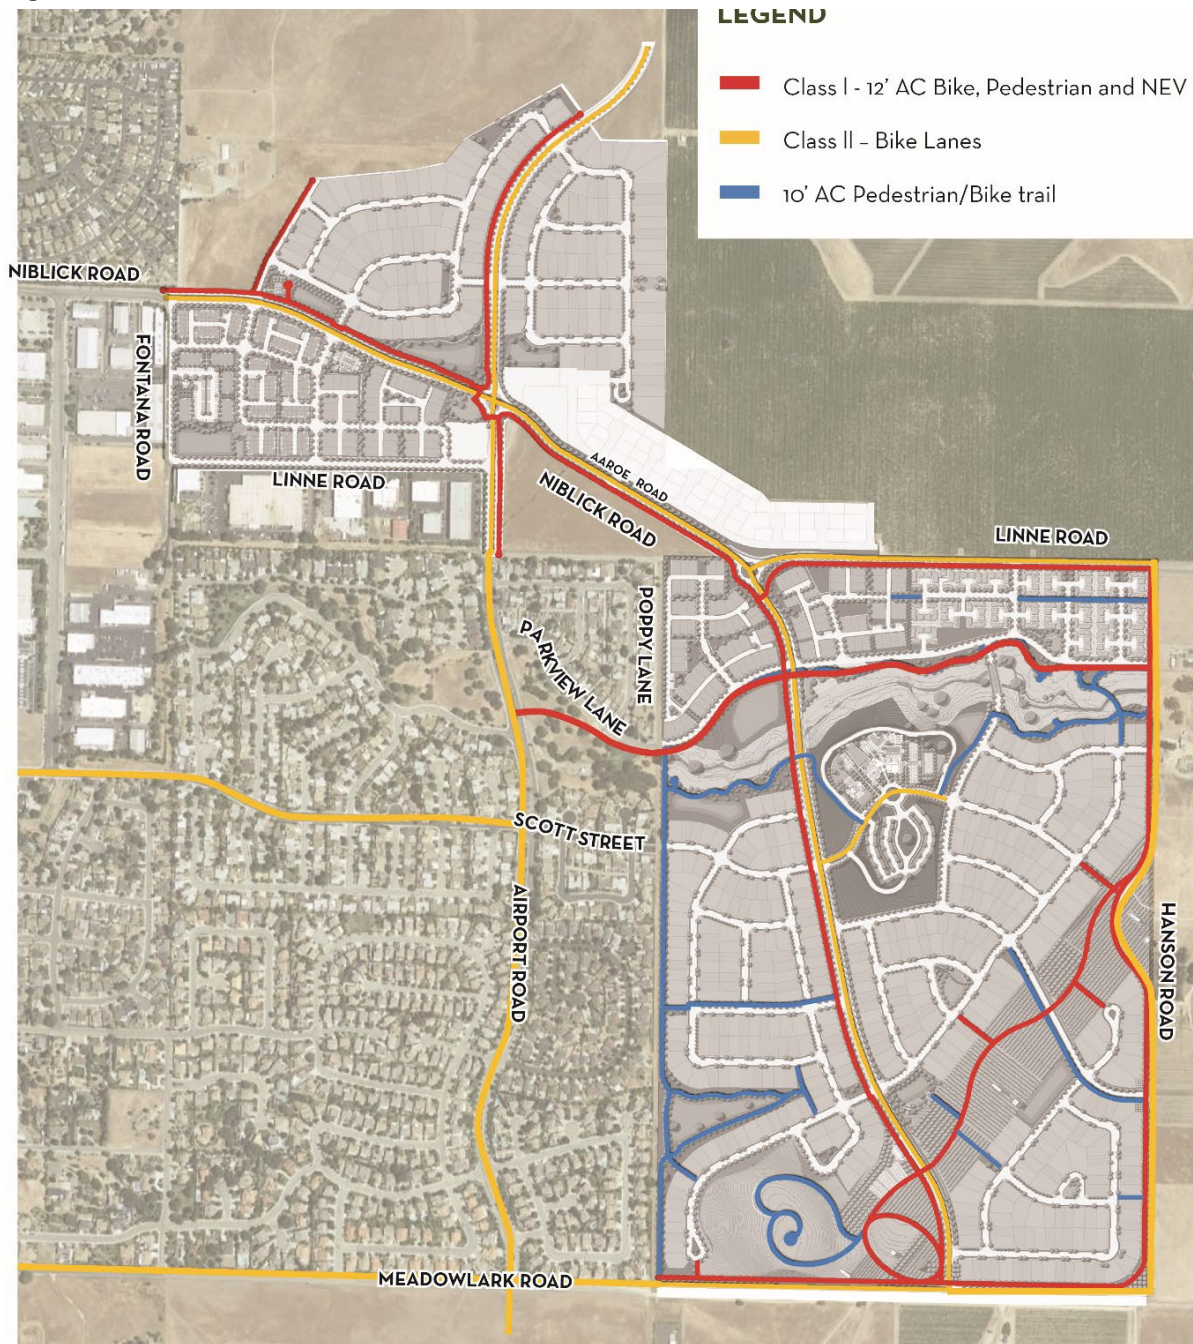 LEGEND
Class I - 12' AC Bike, Pedestrian and NEV
Class II – Bike Lanes
10' AC Pedestrian/Bike trail
NIBLICK ROAD
FONTANA ROAD
LINNE ROAD
AAROE ROAD
NIBLICK ROAD
LINNE ROAD
POPPY LANE
PARKVIEW LANE
SCOTT STREET
AIRPORT ROAD
HANSON ROAD
MEADOWLARK ROAD